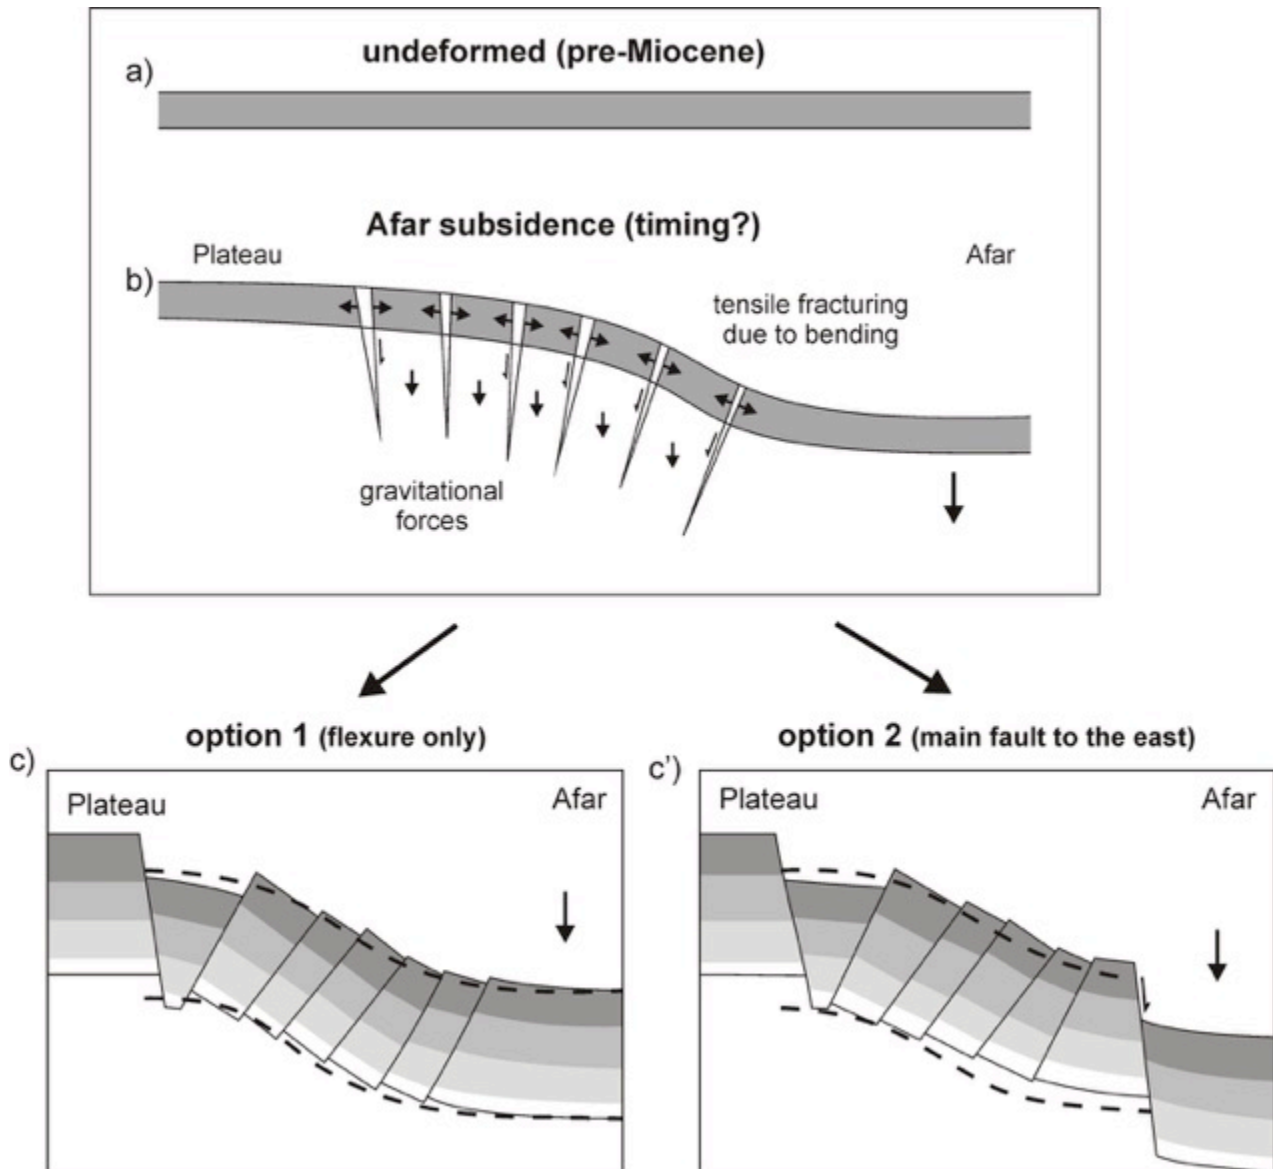 undeformed (pre-Miocene)
a)
Afar subsidence (timing?)
Plateau
Afar
b)
tensile fracturing
due to bending
gravitational
forces
option 1 (flexure only)
c)
Plateau
Afar
option 2 (main fault to the east)
c')
Plateau
Afar